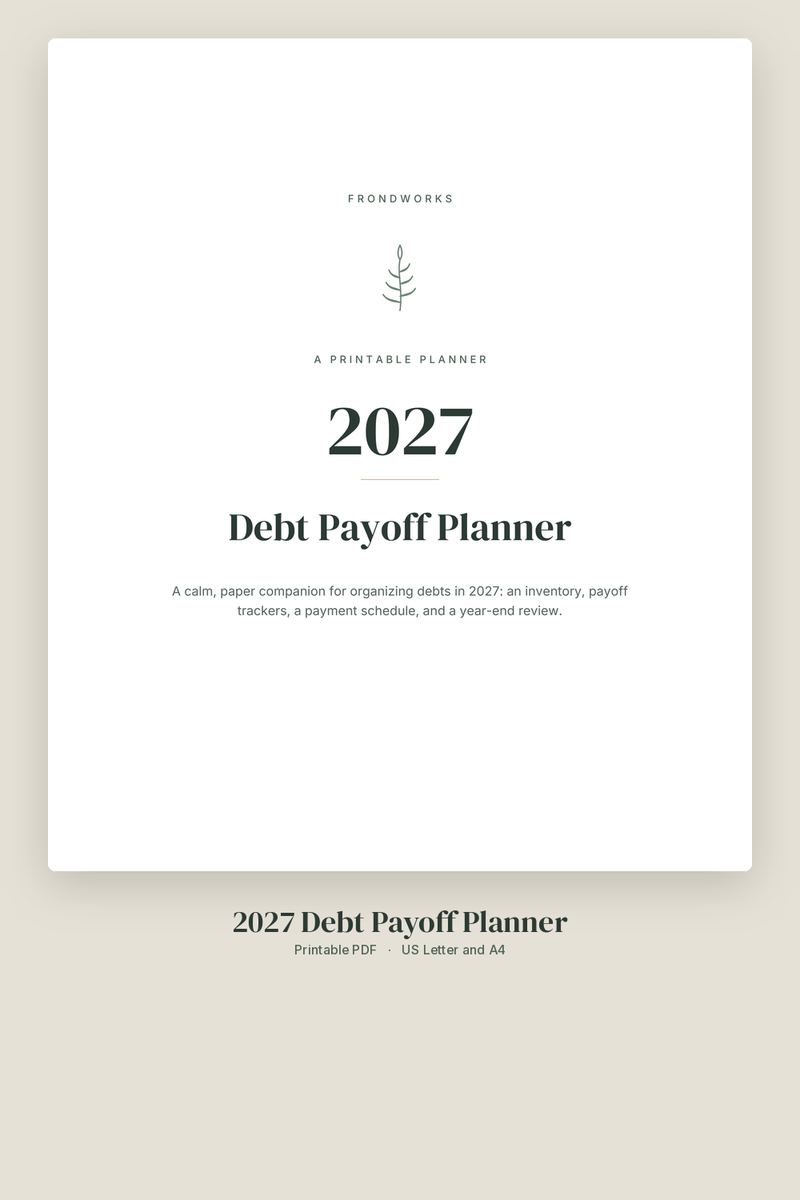 FRONDWORKS
A PRINTABLE PLANNER
2027
Debt Payoff Planner
A calm, paper companion for organizing debts in 2027: an inventory, payoff
trackers, a payment schedule, and a year-end review.
2027 Debt Payoff Planner
Printable PDF · US Letter and A4